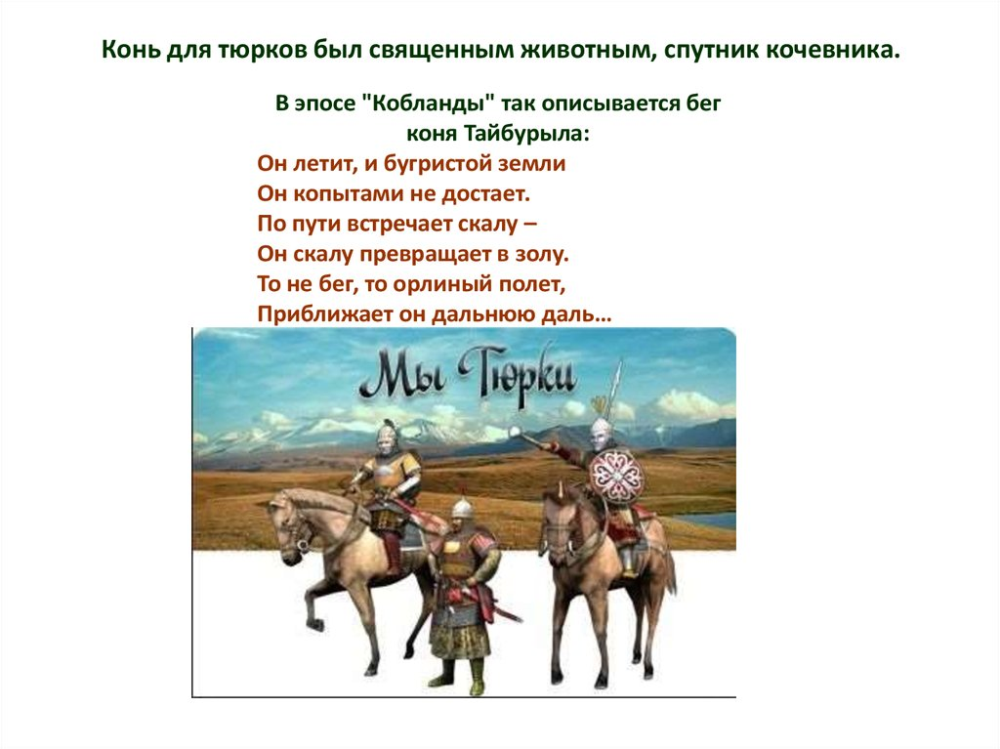 Конь для тюрков был священным животным, спутник кочевника.
В эпосе "Кобланды" так описывается бег
коня Тайбурыла:
Он летит, и бугристой земли
Он копытами не достает.
По пути встречает скалу –
Он скалу превращает в золу.
То не бег, то орлиный полет,
Приближает он дальнюю даль…
Мы Тюрки